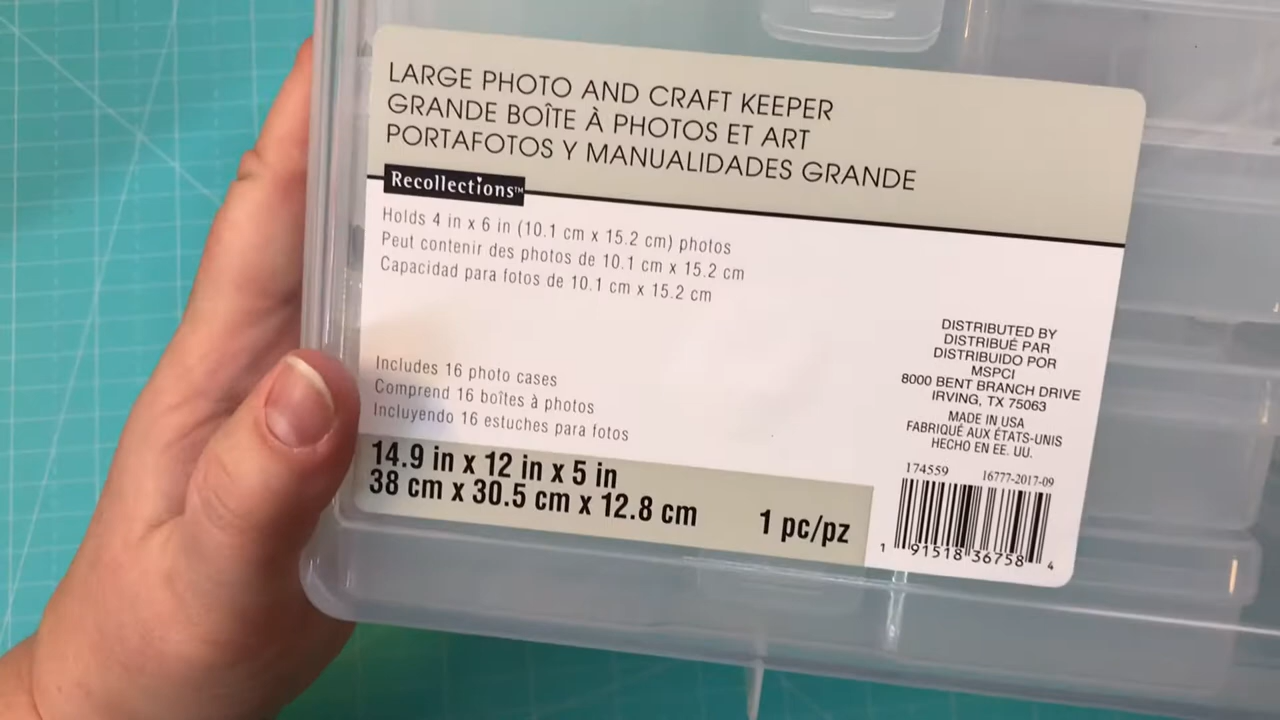 LARGE PHOTO AND CRAFT KEEPER
GRANDE BOÎTE À PHOTOS ET ART
PORTAFOTOS Y MANUALIDADES GRANDE
Recollections™
Holds 4 in x 6 in (10.1 cm x 15.2 cm) photos
Peut contenir des photos de 10.1 cm x 15.2 cm
Capacidad para fotos de 10.1 cm x 15.2 cm
Includes 16 photo cases
Comprend 16 boîtes à photos
Incluyendo 16 estuches para fotos
14.9 in x 12 in x 5 in
38 cm x 30.5 cm x 12.8 cm
1 pc/pz
DISTRIBUTED BY
DISTRIBUÉ PAR
DISTRIBUIDO POR
MSPCI
8000 BENT BRANCH DRIVE
IRVING, TX 75063
MADE IN USA
FABRIQUÉ AUX ÉTATS-UNIS
HECHO EN EE. UU.
174559 16777-2017-09
1 91518 36758 4